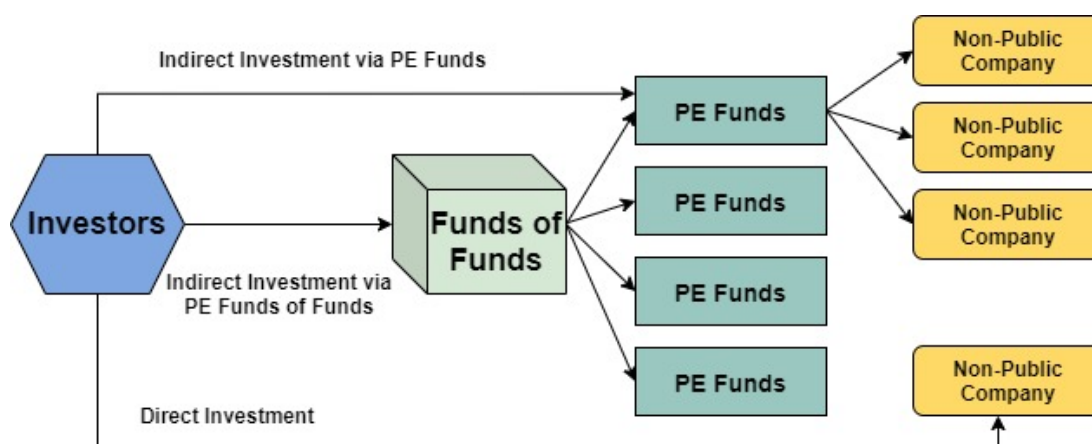 Indirect Investment via PE Funds
Non-Public
Company
PE Funds
Non-Public
Company
PE Funds
Non-Public
Company
Investors
Funds of
Funds
Indirect Investment via
PE Funds of Funds
PE Funds
PE Funds
Non-Public
Company
Direct Investment